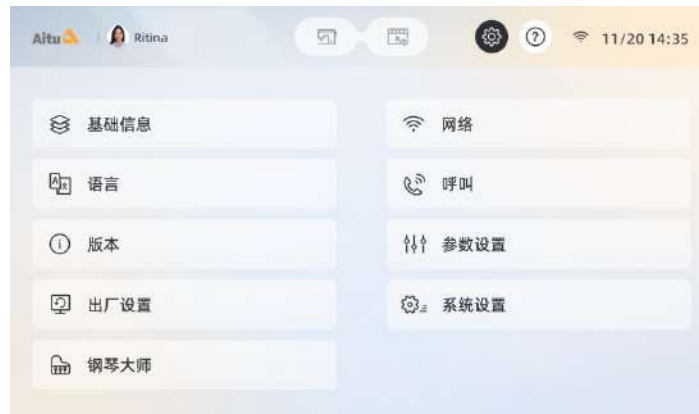 Aitu Ritina 11/20 14:35
基础信息
网络
语言
呼叫
版本
参数设置
出厂设置
系统设置
钢琴大师